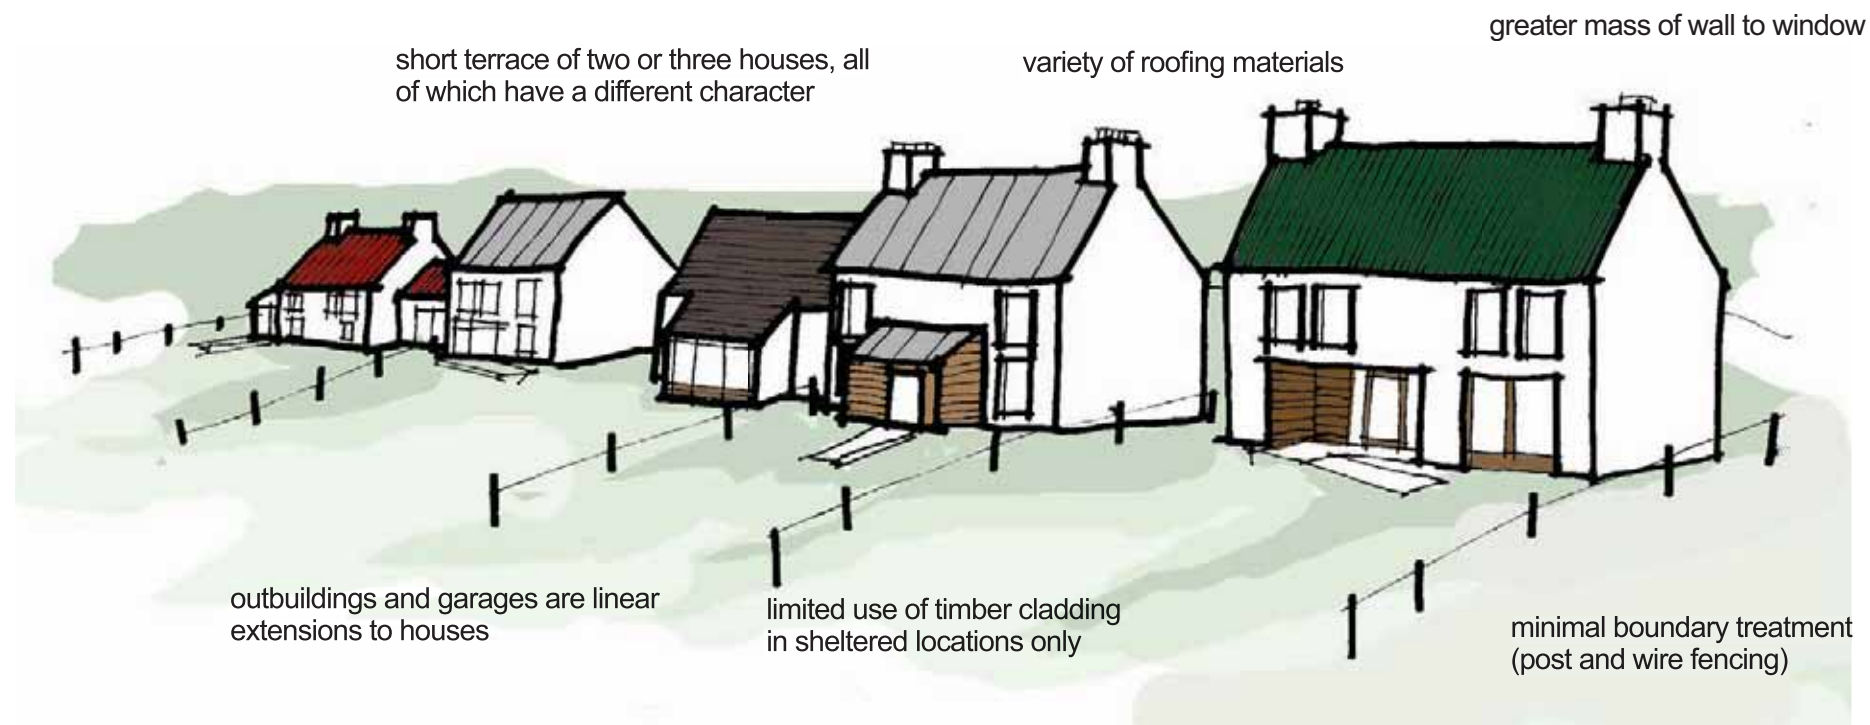 greater mass of wall to window
short terrace of two or three houses, all
of which have a different character
variety of roofing materials
outbuildings and garages are linear
extensions to houses
limited use of timber cladding
in sheltered locations only
minimal boundary treatment
(post and wire fencing)